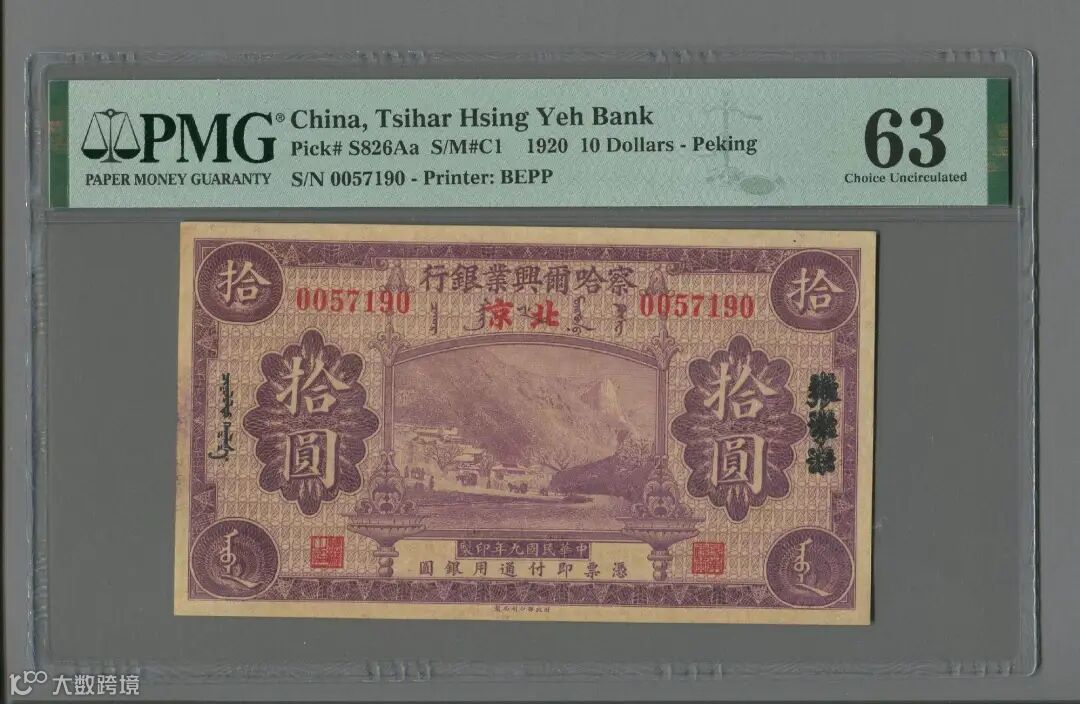 PMG®
PAPER MONEY GUARANTY
China, Tsihar Hsing Yeh Bank
Pick# S826Aa S/M#C1 1920 10 Dollars - Peking
S/N 0057190 - Printer: BEPP
63
Choice Uncirculated
行銀業興爾哈察
拾
拾
0057190
京北
0057190
拾圓
拾圓
製印年九國民華中
圓銀用通付即票憑
大数跨境